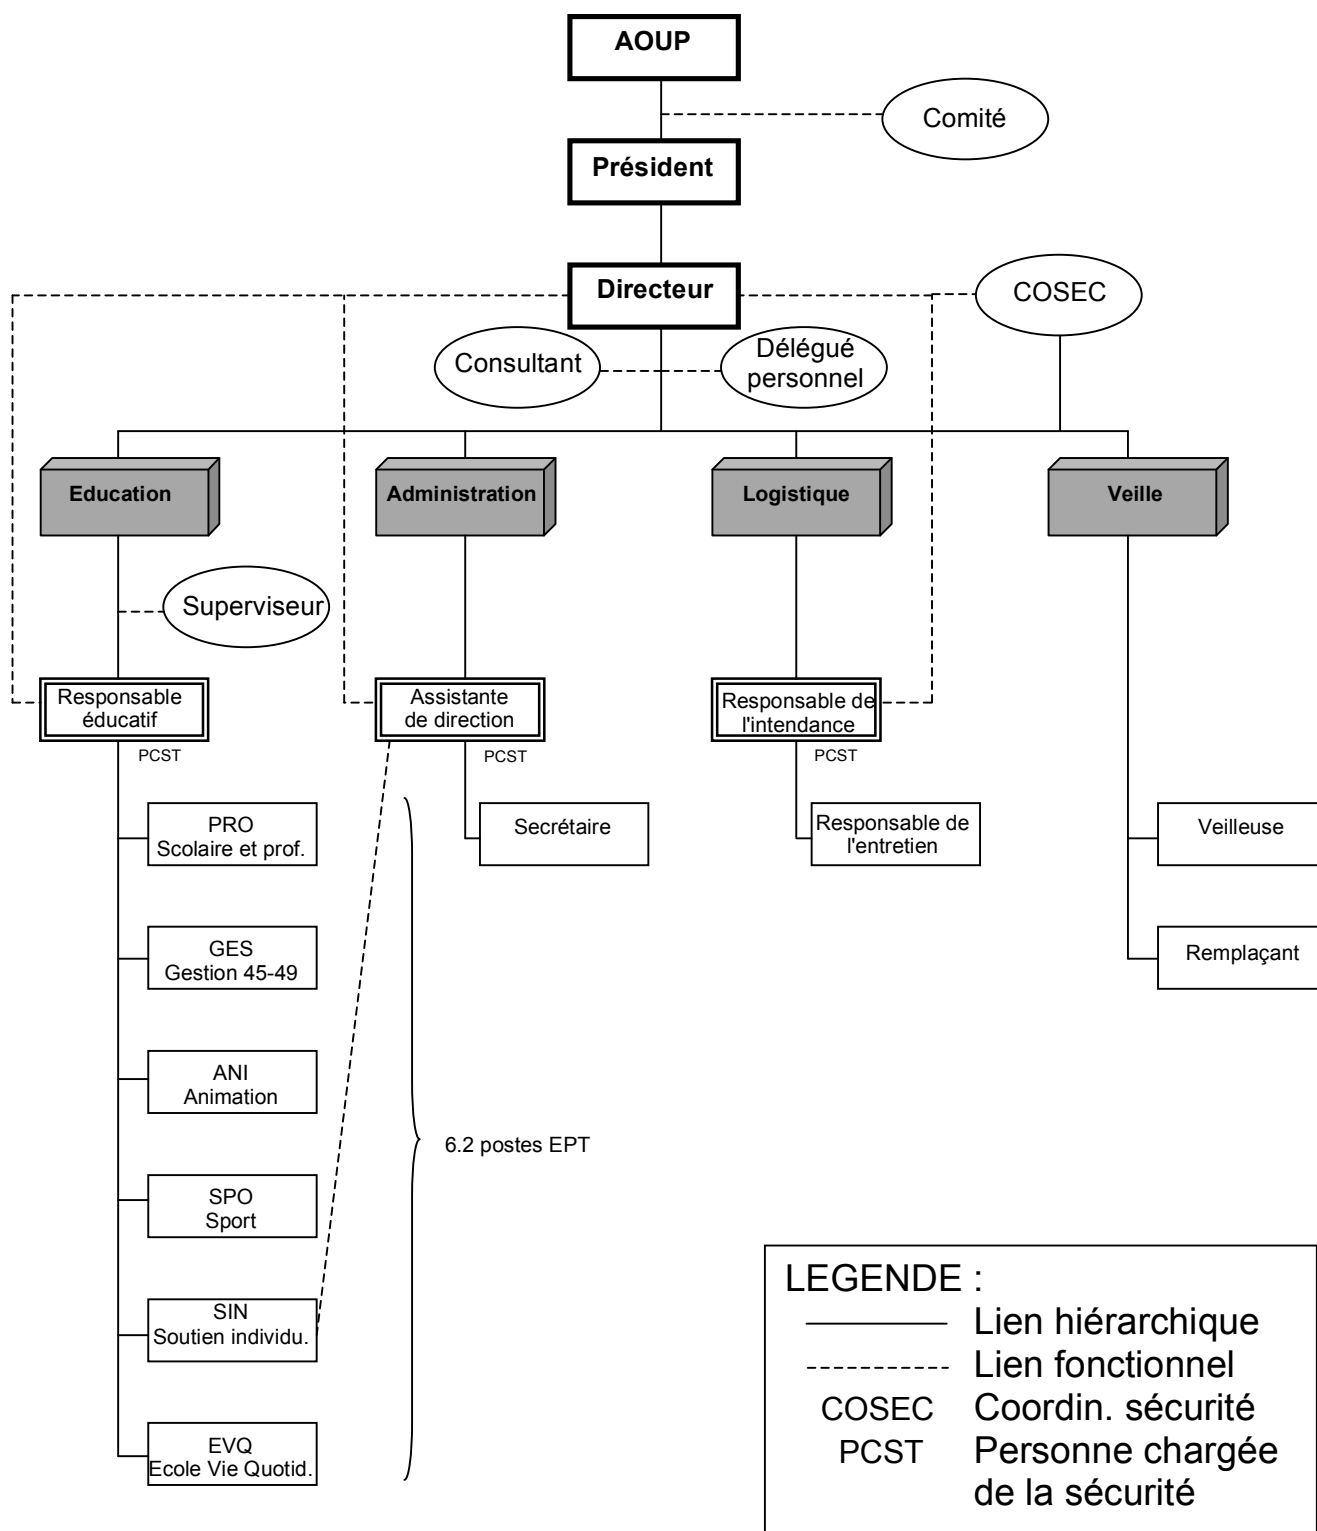 AOUP
Comité
Président
Directeur
COSEC
Consultant
Délégué
personnel
Education
Administration
Logistique
Veille
Superviseur
Responsable
éducatif
PCST
Assistante
de direction
PCST
Responsable de
l'intendance
PCST
PRO
Scolaire et prof.
Secrétaire
Responsable de
l'entretien
Veilleuse
GES
Gestion 45-49
Remplaçant
ANI
Animation
6.2 postes EPT
SPO
Sport
SIN
Soutien individu.
EVQ
Ecole Vie Quotid.
LEGENDE :
Lien hiérarchique
Lien fonctionnel
COSEC Coordin. sécurité
PCST Personne chargée
de la sécurité